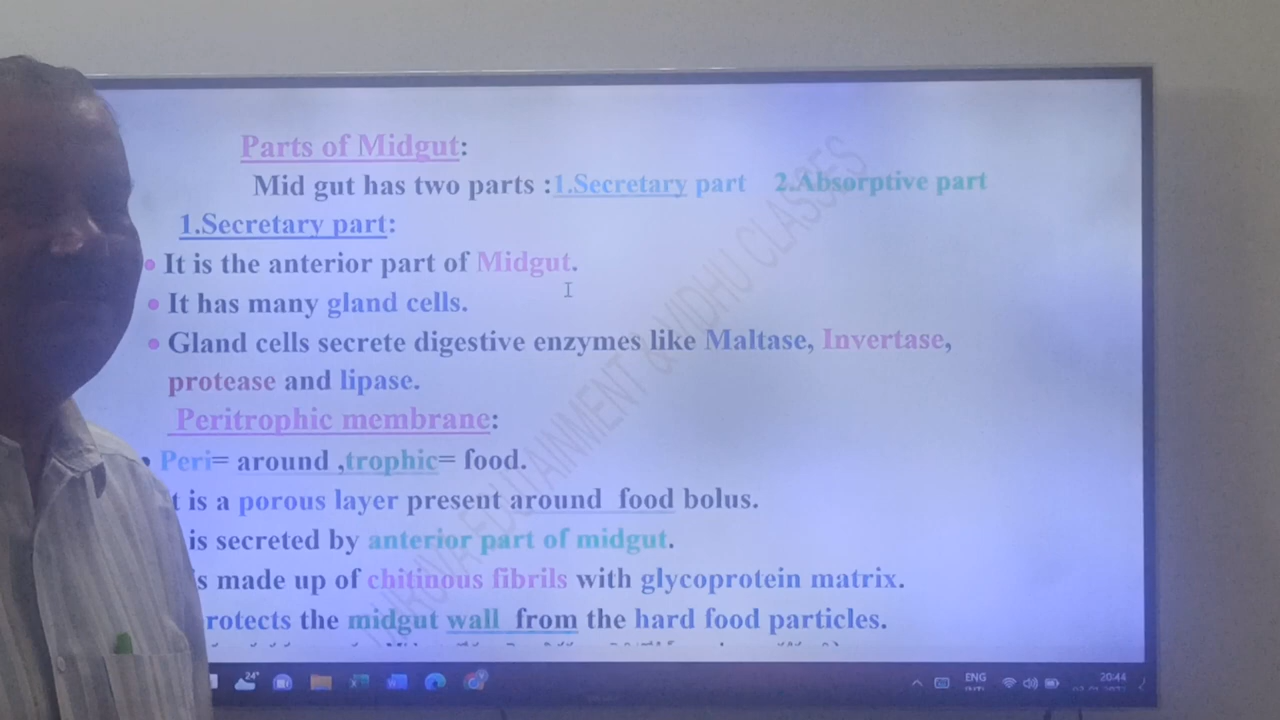 Parts of Midgut:
Mid gut has two parts :1.Secretary part 2.Absorptive part
1.Secretary part:
• It is the anterior part of Midgut.
• It has many gland cells.
• Gland cells secrete digestive enzymes like Maltase, Invertase,
protease and lipase.
Peritrophic membrane:
• Peri= around ,trophic= food.
t is a porous layer present around food bolus.
is secreted by anterior part of midgut.
s made up of chitinous fibrils with glycoprotein matrix.
rotects the midgut wall from the hard food particles.
EDUTAINMENT & VIDHU CLASSES
24°
ENG
20:44